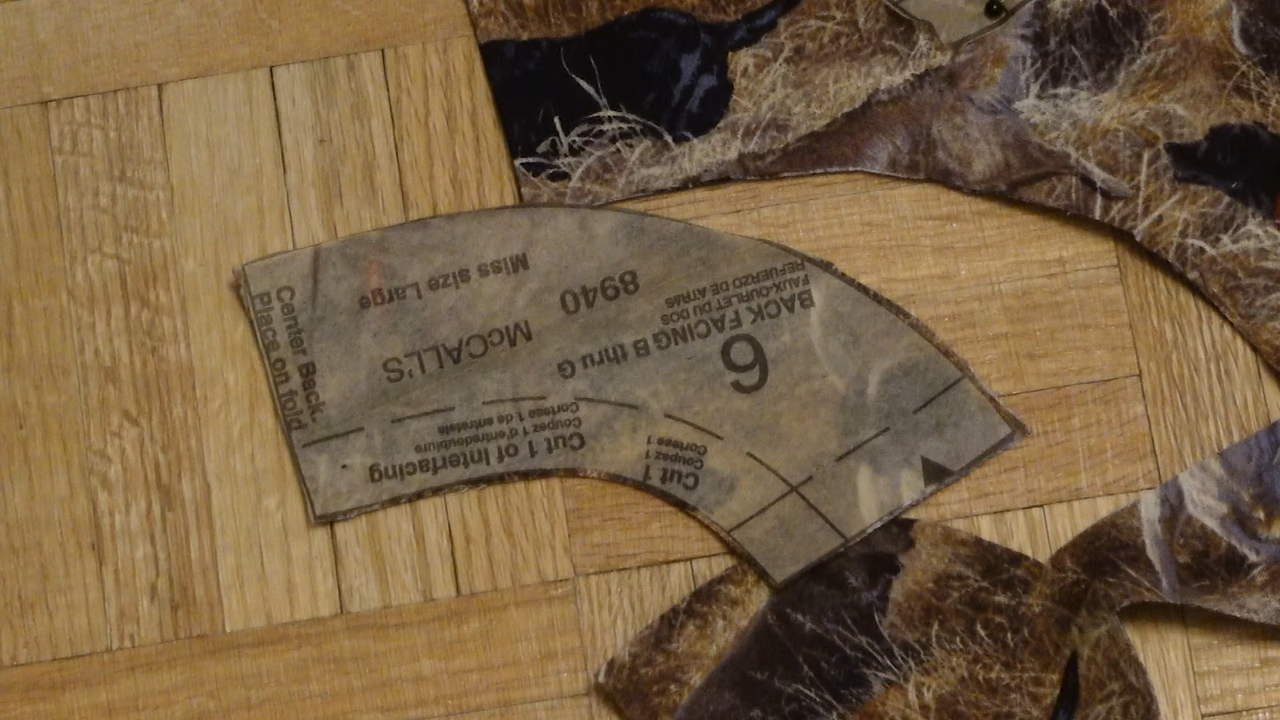 Cut 1
Coupez 1
Cortese 1
Cut 1 of Interfacing
Coupez 1 d'entredoublure
Cortese 1 de entretela
6
BACK FACING B thru G
FAUX-OURLET DU DOS
REFUERZO DE ATRAS
McCALL'S
8940
Miss size Large
Center Back.
Place on fold